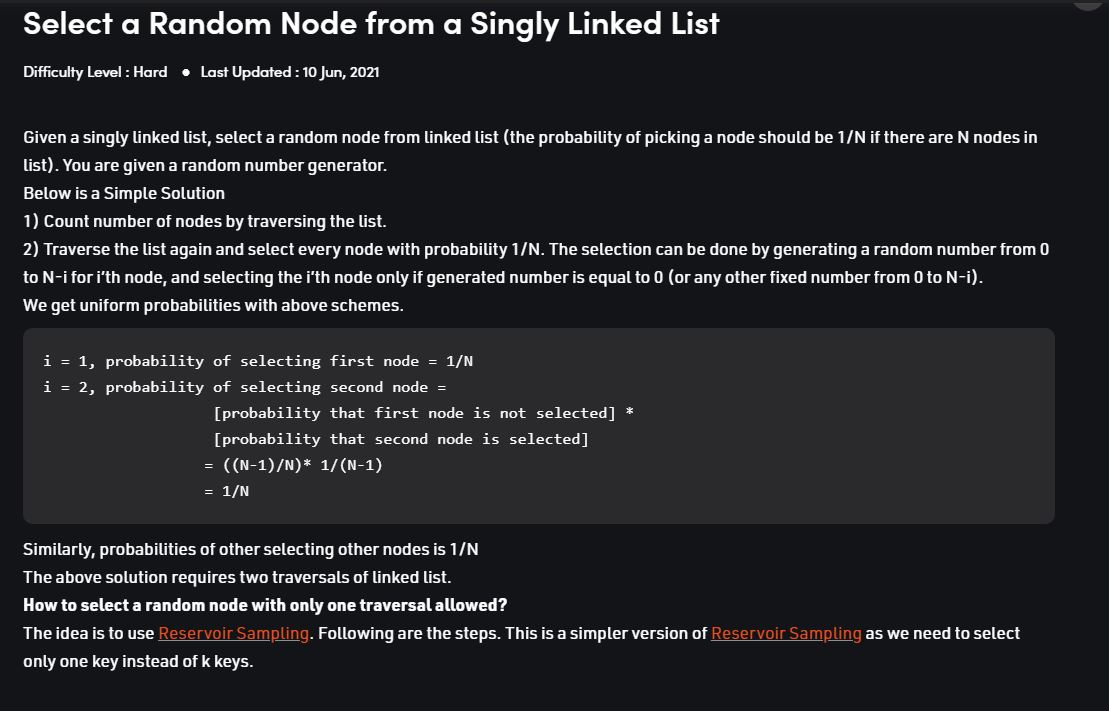 Select a Random Node from a Singly Linked List
Difficulty Level : Hard ● Last Updated : 10 Jun, 2021
Given a singly linked list, select a random node from linked list (the probability of picking a node should be 1/N if there are N nodes in
list). You are given a random number generator.
Below is a Simple Solution
1) Count number of nodes by traversing the list.
2) Traverse the list again and select every node with probability 1/N. The selection can be done by generating a random number from 0
to N-i for i’th node, and selecting the i’th node only if generated number is equal to 0 (or any other fixed number from 0 to N-i).
We get uniform probabilities with above schemes.
i = 1, probability of selecting first node = 1/N
i = 2, probability of selecting second node =
[probability that first node is not selected] *
[probability that second node is selected]
= ((N-1)/N)* 1/(N-1)
= 1/N
Similarly, probabilities of other selecting other nodes is 1/N
The above solution requires two traversals of linked list.
How to select a random node with only one traversal allowed?
The idea is to use Reservoir Sampling. Following are the steps. This is a simpler version of Reservoir Sampling as we need to select
only one key instead of k keys.